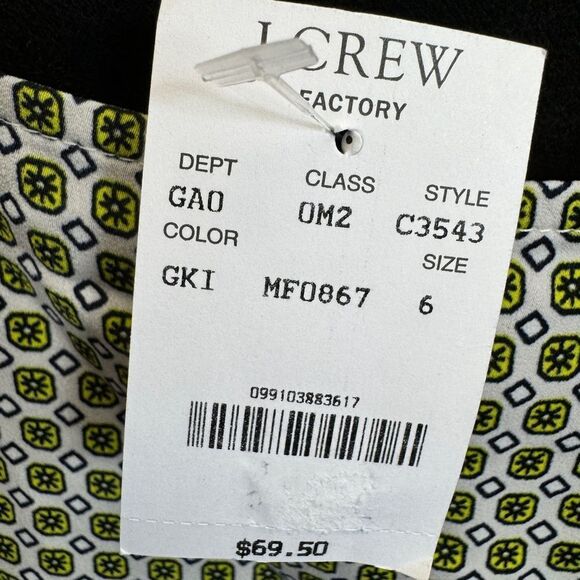 J.CREW
FACTORY
DEPT CLASS STYLE
GA0 0M2 C3543
COLOR SIZE
GKI MF0867 6
099103883617
$69.50